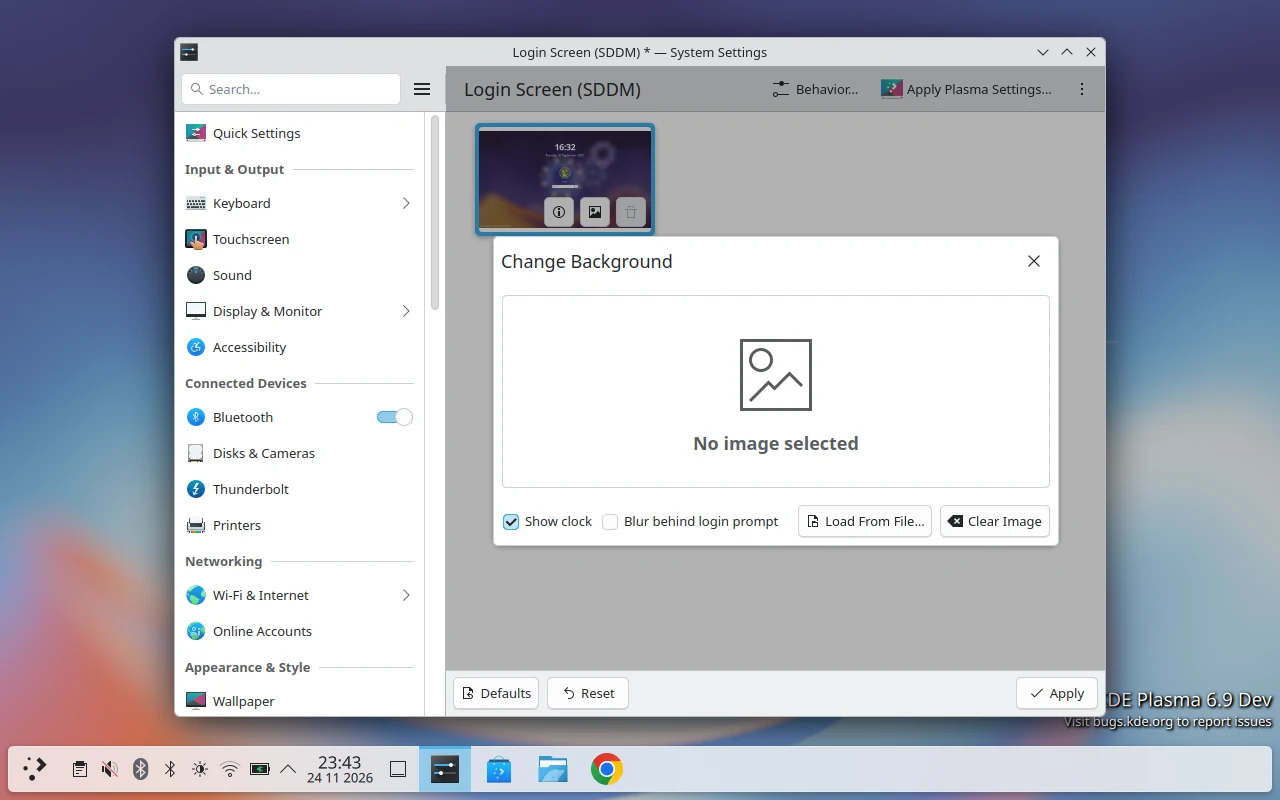 Login Screen (SDDM) * — System Settings
Search...
Login Screen (SDDM)
Behavior...
Apply Plasma Settings...
Quick Settings
Input & Output
Keyboard
Touchscreen
Sound
Display & Monitor
Accessibility
Connected Devices
Bluetooth
Disks & Cameras
Thunderbolt
Printers
Networking
Wi-Fi & Internet
Online Accounts
Appearance & Style
Wallpaper
16:32
Change Background
No image selected
Show clock
Blur behind login prompt
Load From File...
Clear Image
Defaults
Reset
Apply
KDE Plasma 6.9 Dev
Visit bugs.kde.org to report issues
23:43
24 11 2026